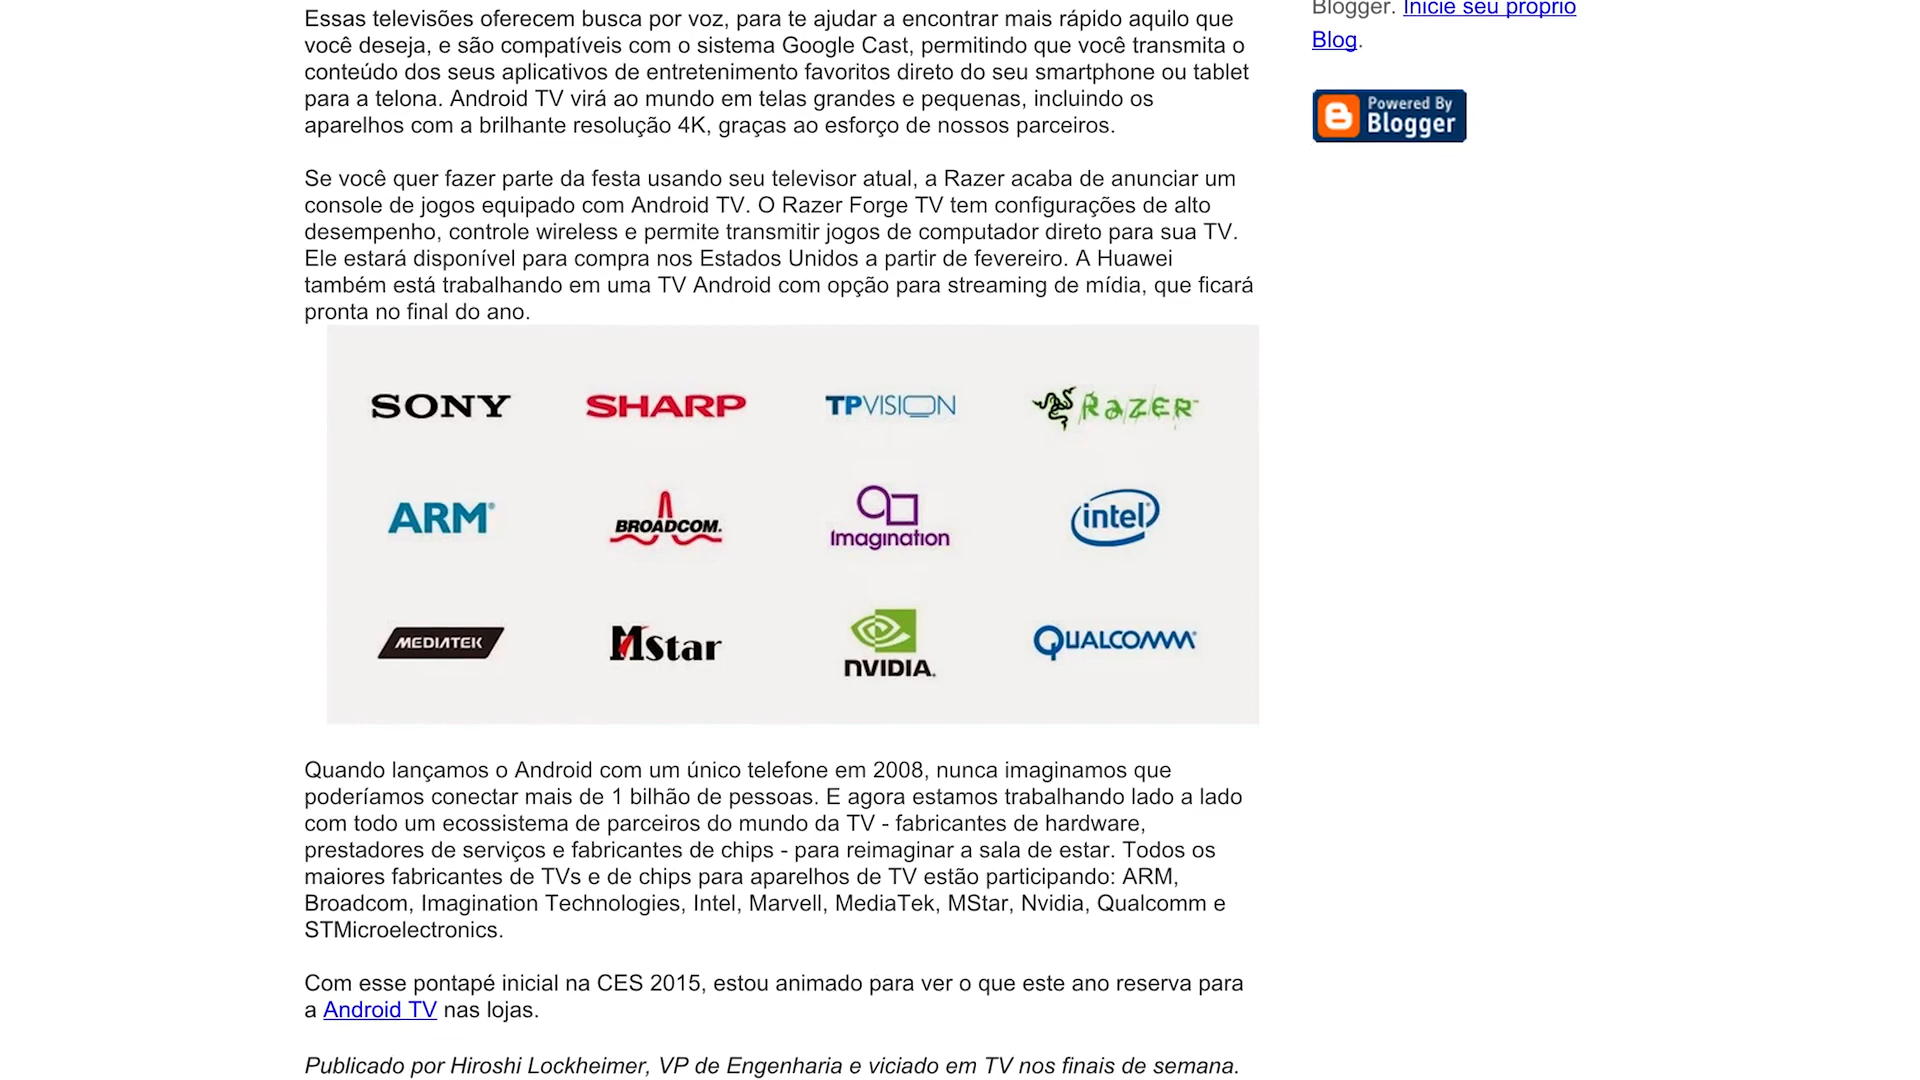 Essas televisões oferecem busca por voz, para te ajudar a encontrar mais rápido aquilo que
você deseja, e são compatíveis com o sistema Google Cast, permitindo que você transmita o
conteúdo dos seus aplicativos de entretenimento favoritos direto do seu smartphone ou tablet
para a telona. Android TV virá ao mundo em telas grandes e pequenas, incluindo os
aparelhos com a brilhante resolução 4K, graças ao esforço de nossos parceiros.
Se você quer fazer parte da festa usando seu televisor atual, a Razer acaba de anunciar um
console de jogos equipado com Android TV. O Razer Forge TV tem configurações de alto
desempenho, controle wireless e permite transmitir jogos de computador direto para sua TV.
Ele estará disponível para compra nos Estados Unidos a partir de fevereiro. A Huawei
também está trabalhando em uma TV Android com opção para streaming de mídia, que ficará
pronta no final do ano.
SONY SHARP TPVISION RAZER
ARM BROADCOM. Imagination intel
MEDIATEK MStar NVIDIA. QUALCOMM
Quando lançamos o Android com um único telefone em 2008, nunca imaginamos que
poderíamos conectar mais de 1 bilhão de pessoas. E agora estamos trabalhando lado a lado
com todo um ecossistema de parceiros do mundo da TV - fabricantes de hardware,
prestadores de serviços e fabricantes de chips - para reimaginar a sala de estar. Todos os
maiores fabricantes de TVs e de chips para aparelhos de TV estão participando: ARM,
Broadcom, Imagination Technologies, Intel, Marvell, MediaTek, MStar, Nvidia, Qualcomm e
STMicroelectronics.
Com esse pontapé inicial na CES 2015, estou animado para ver o que este ano reserva para
a Android TV nas lojas.
Publicado por Hiroshi Lockheimer, VP de Engenharia e viciado em TV nos finais de semana.
Blogger. Inicie seu próprio
Blog.
Powered By
Blogger